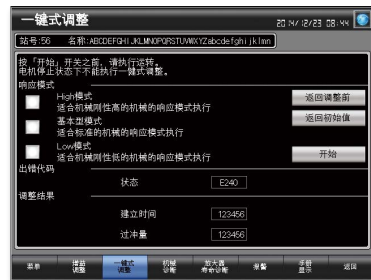 一键式调整
20 14/ 12/23 08:44
站号:56 名称:ABCDEFGHIJKLMNOPQRSTUVWXYZabcdefghijklmn
按「开始」开关之前,请执行运转。
电机停止状态下不能执行一键式调整。
响应模式
High模式
适合机械刚性高的机械的响应模式执行
返回调整前
基本型模式
适合标准的机械的响应模式执行
返回初始值
Low模式
适合机械刚性低的机械的响应模式执行
开始
出错代码
状态 E240
调整结果
建立时间 123456
过冲量 123456
菜单 增益调整 一键式调整 机械诊断 放大器寿命诊断 报警 手册显示 返回